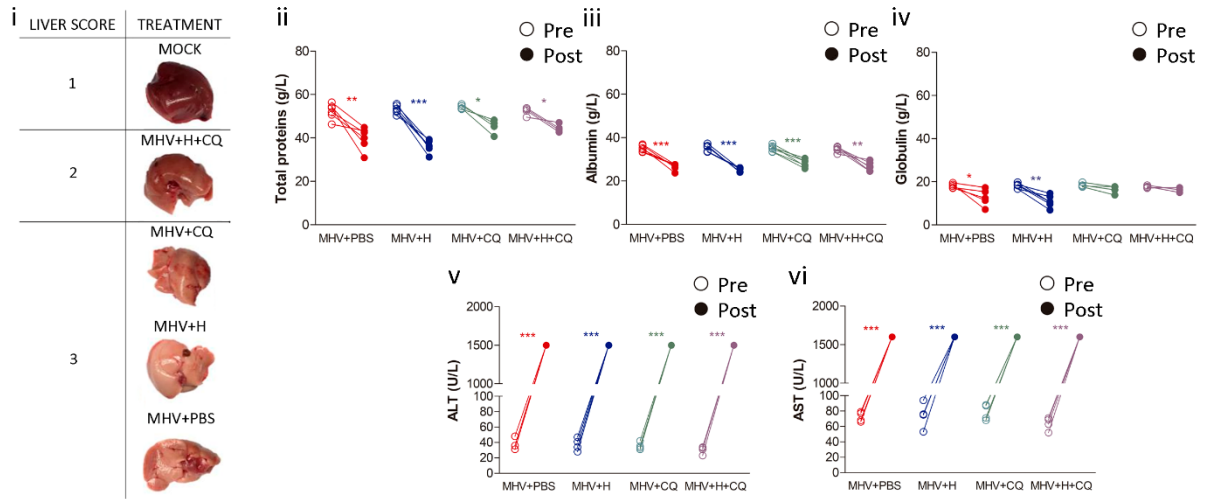 i
LIVER SCORE TREATMENT
MOCK
1
MHV+H+CQ
2
MHV+CQ
MHV+H
3
MHV+PBS
ii
Pre
Post
Total proteins (g/L)
80
60
40
20
0
** *** * *
MHV+PBS MHV+H MHV+CQ MHV+H+CQ
iii
Pre
Post
Albumin (g/L)
80
60
40
20
0
*** *** *** **
MHV+PBS MHV+H MHV+CQ MHV+H+CQ
iv
Pre
Post
Globulin (g/L)
80
60
40
20
0
* **
MHV+PBS MHV+H MHV+CQ MHV+H+CQ
v
Pre
Post
ALT (U/L)
2000
1500
1000
100
80
60
40
20
0
*** *** *** ***
MHV+PBS MHV+H MHV+CQ MHV+H+CQ
vi
Pre
Post
AST (U/L)
2000
1500
1000
100
80
60
40
20
0
*** *** *** ***
MHV+PBS MHV+H MHV+CQ MHV+H+CQ